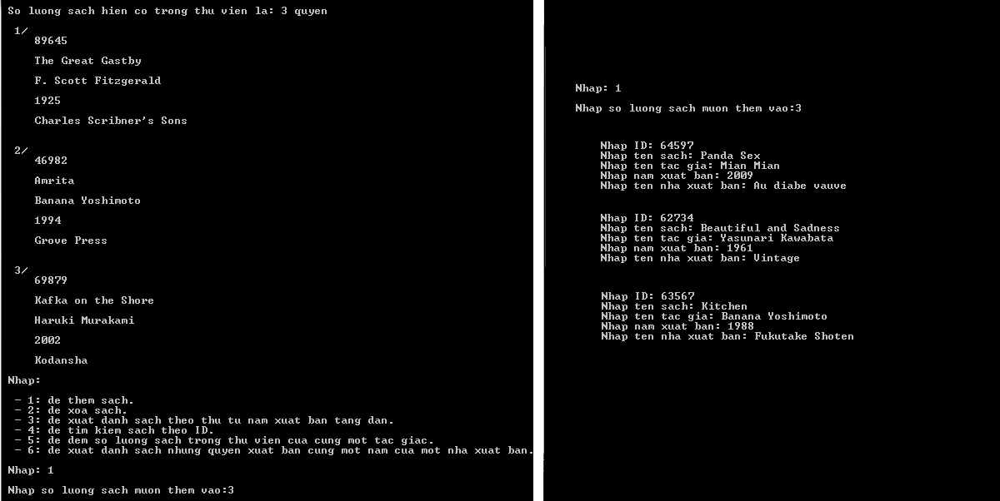 So luong sach hien co trong thu vien la: 3 quyen
1/
89645
The Great Gastby
F. Scott Fitzgerald
1925
Charles Scribner's Sons
2/
46982
Amrita
Banana Yoshimoto
1994
Grove Press
3/
69879
Kafka on the Shore
Haruki Murakami
2002
Kodansha
Nhap:
- 1: de them sach.
- 2: de xoa sach.
- 3: de xuat danh sach theo thu tu nam xuat ban tang dan.
- 4: de tim kiem sach theo ID.
- 5: de dem so luong sach trong thu vien cua cung mot tac giac.
- 6: de xuat danh sach nhung quyen xuat ban cung mot nam cua mot nha xuat ban.
Nhap: 1
Nhap so luong sach muon them vao:3
Nhap: 1
Nhap so luong sach muon them vao:3
Nhap ID: 64597
Nhap ten sach: Panda Sex
Nhap ten tac gia: Mian Mian
Nhap nam xuat ban: 2009
Nhap ten nha xuat ban: Au diabe vauve
Nhap ID: 62734
Nhap ten sach: Beautiful and Sadness
Nhap ten tac gia: Yasunari Kawabata
Nhap nam xuat ban: 1961
Nhap ten nha xuat ban: Vintage
Nhap ID: 63567
Nhap ten sach: Kitchen
Nhap ten tac gia: Banana Yoshimoto
Nhap nam xuat ban: 1988
Nhap ten nha xuat ban: Fukutake Shoten